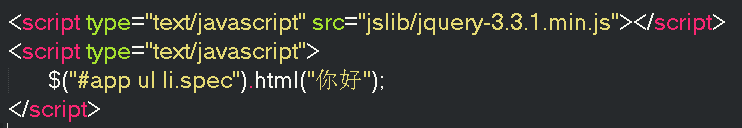 <script type="text/javascript" src="jslib/jquery-3.3.1.min.js"></script>
<script type="text/javascript">
$("#app ul li.spec").html("你好");
</script>